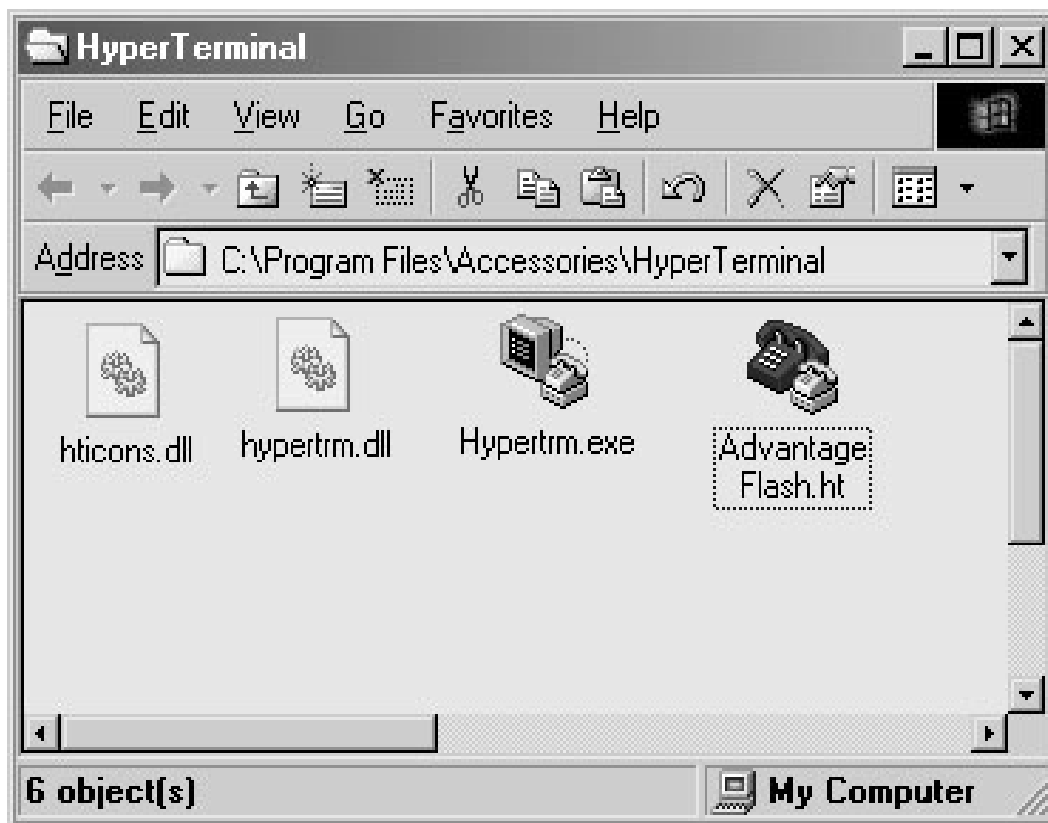 HyperTerminal
File Edit View Go Favorites Help
Address C:\Program Files\Accessories\HyperTerminal
hticons.dll hypertrm.dll Hypertrm.exe Advantage
Flash.ht
6 object(s) My Computer